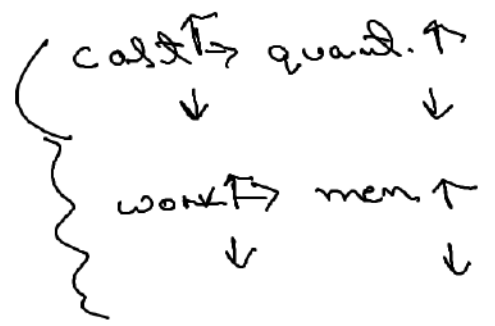 cost↑→ quant.↑
↓ ↓
work↑→ men↑
↓ ↓